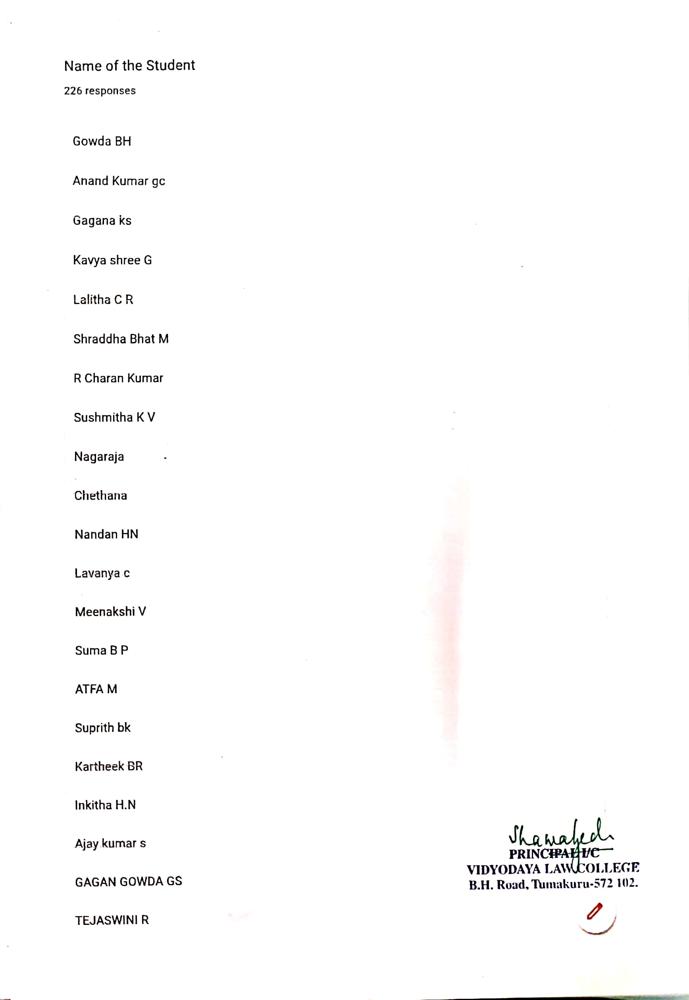 Name of the Student
226 responses
Gowda BH
Anand Kumar gc
Gagana ks
Kavya shree G
Lalitha C R
Shraddha Bhat M
R Charan Kumar
Sushmitha K V
Nagaraja
Chethana
Nandan HN
Lavanya c
Meenakshi V
Suma B P
ATFA M
Suprith bk
Kartheek BR
Inkitha H.N
Ajay kumar s
GAGAN GOWDA GS
TEJASWINI R
PRINCIPAL I/C
VIDYODAYA LAW COLLEGE
B.H. Road, Tumakuru-572 102.